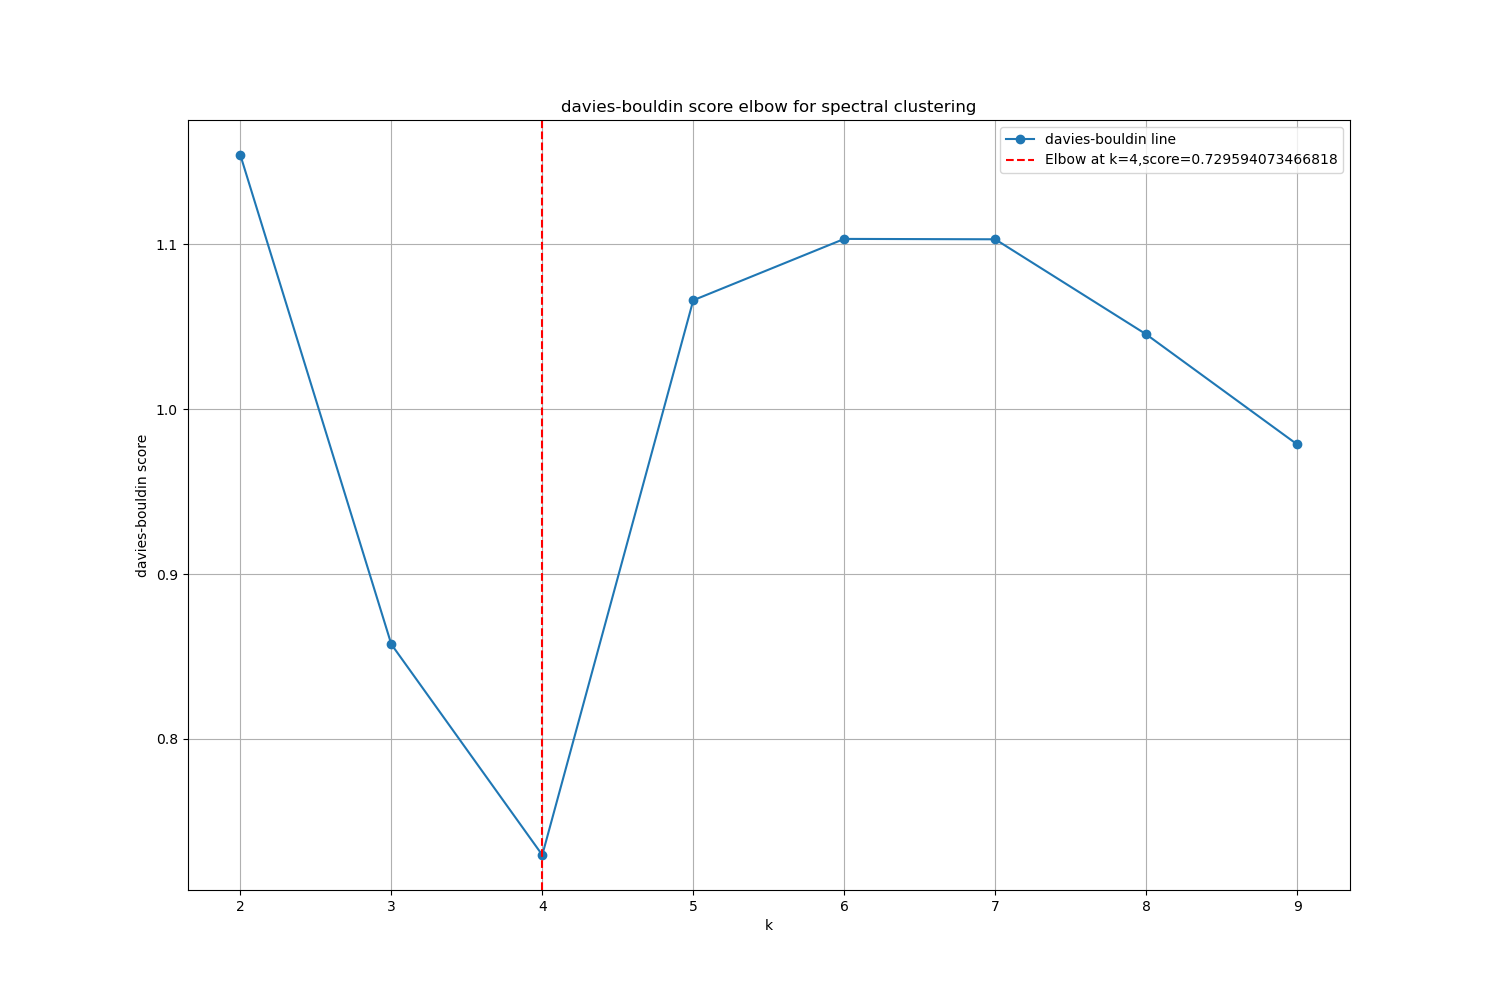 davies-bouldin score elbow for spectral clustering
davies-bouldin line
Elbow at k=4,score=0.729594073466818
1.1
1.0
0.9
0.8
davies-bouldin score
2 3 4 5 6 7 8 9
k